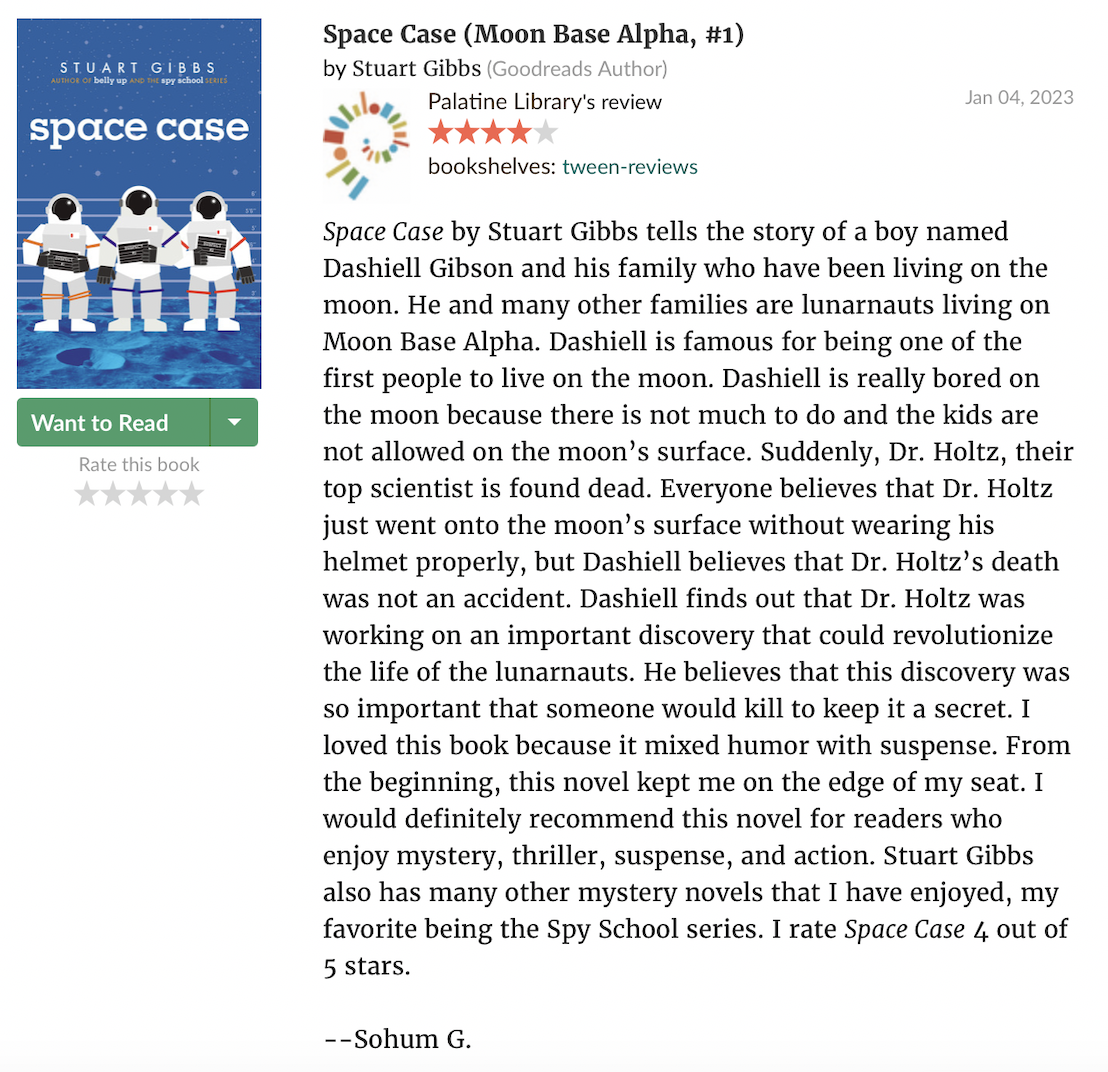 STUART GIBBS
AUTHOR OF belly up AND THE spy school SERIES
space case
Want to Read
Rate this book
Space Case (Moon Base Alpha, #1)
by Stuart Gibbs (Goodreads Author)
Palatine Library's review
Jan 04, 2023
bookshelves: tween-reviews
Space Case by Stuart Gibbs tells the story of a boy named
Dashiell Gibson and his family who have been living on the
moon. He and many other families are lunarnauts living on
Moon Base Alpha. Dashiell is famous for being one of the
first people to live on the moon. Dashiell is really bored on
the moon because there is not much to do and the kids are
not allowed on the moon’s surface. Suddenly, Dr. Holtz, their
top scientist is found dead. Everyone believes that Dr. Holtz
just went onto the moon’s surface without wearing his
helmet properly, but Dashiell believes that Dr. Holtz’s death
was not an accident. Dashiell finds out that Dr. Holtz was
working on an important discovery that could revolutionize
the life of the lunarnauts. He believes that this discovery was
so important that someone would kill to keep it a secret. I
loved this book because it mixed humor with suspense. From
the beginning, this novel kept me on the edge of my seat. I
would definitely recommend this novel for readers who
enjoy mystery, thriller, suspense, and action. Stuart Gibbs
also has many other mystery novels that I have enjoyed, my
favorite being the Spy School series. I rate Space Case 4 out of
5 stars.
--Sohum G.